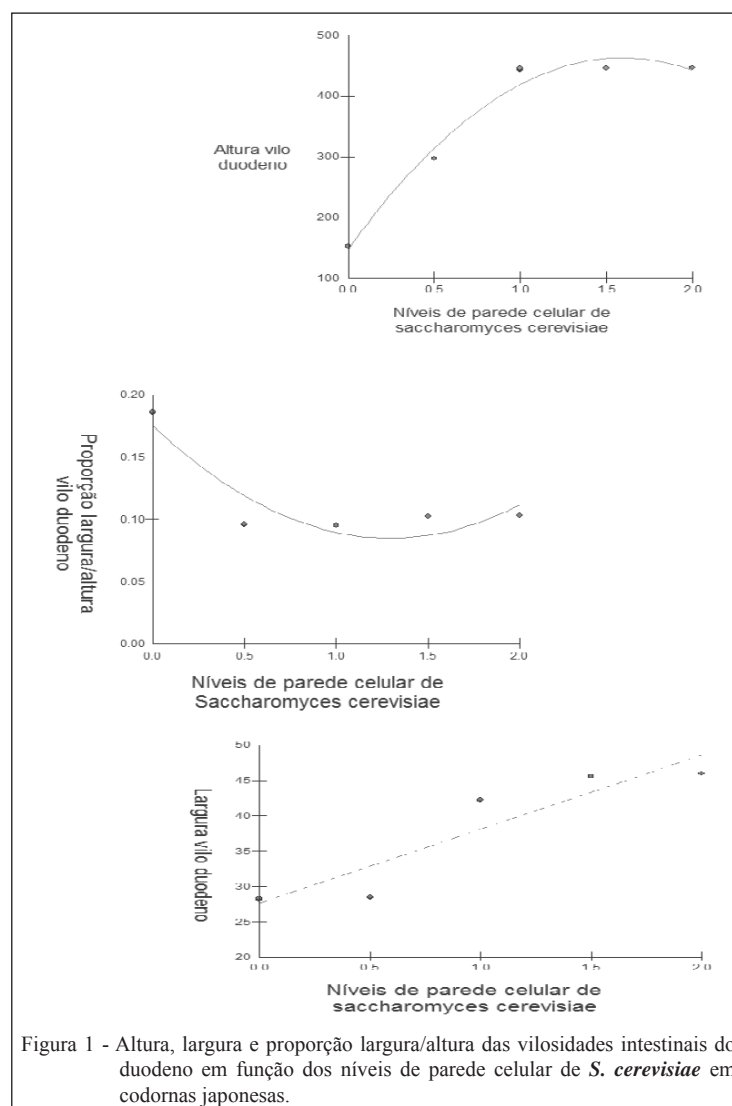 500
400
Altura vilo
duodeno
300
200
100
0.0 0.5 1.0 1.5 2.0
Níveis de parede celular de
saccharomyces cerevisiae
0.20
0.15
Proporção largura/altura
vilo duodeno
0.10
0.05
0.00
0.0 0.5 1.0 1.5 2.0
Níveis de parede celular de
Saccharomyces cerevisiae
50
45
40
Largura vilo duodeno
35
30
25
20
0.0 0.5 1.0 1.5 2.0
Níveis de parede celular de
saccharomyces cerevisiae
Figura 1 - Altura, largura e proporção largura/altura das vilosidades intestinais do
duodeno em função dos níveis de parede celular de S. cerevisiae em
codornas japonesas.